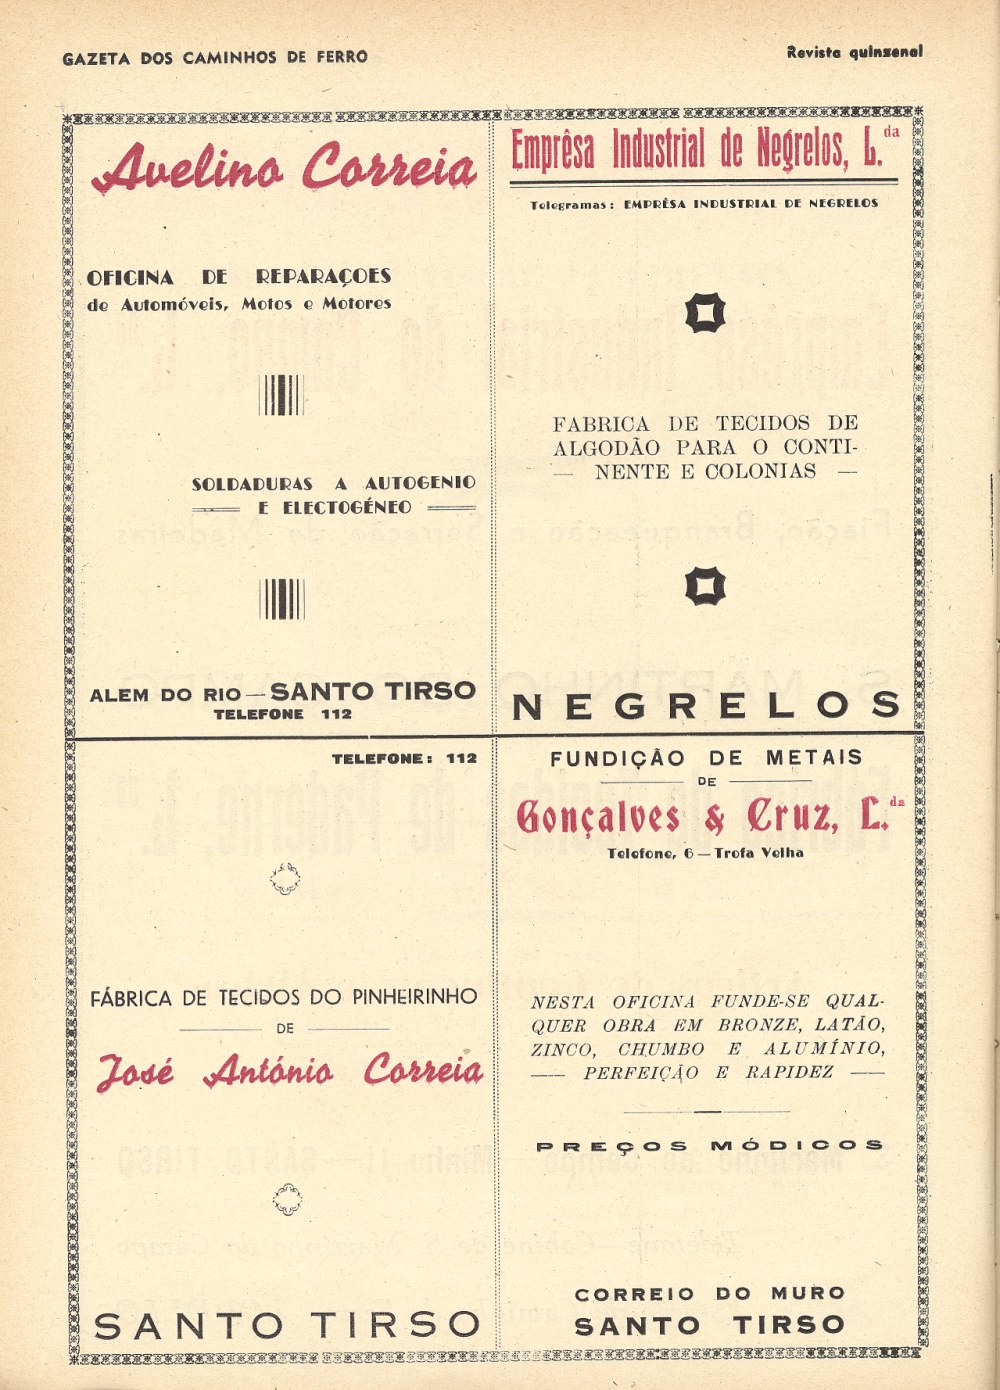 GAZETA DOS CAMINHOS DE FERRO
Revista quinzenal
Avelino Correia
OFICINA DE REPARAÇOES
de Automóveis, Motos e Motores
SOLDADURAS A AUTOGENIO
E ELECTOGÉNEO
ALEM DO RIO — SANTO TIRSO
TELEFONE 112
Emprêsa Industrial de Negrelos, L.da
Telegramas: EMPRÊSA INDUSTRIAL DE NEGRELOS
FABRICA DE TECIDOS DE
ALGODÃO PARA O CONTI-
— NENTE E COLONIAS —
NEGRELOS
TELEFONE: 112
FÁBRICA DE TECIDOS DO PINHEIRINHO
DE
José António Correia
SANTO TIRSO
FUNDIÇÃO DE METAIS
DE
Gonçalves & Cruz, L.da
Telefone, 6 — Trofa Velha
NESTA OFICINA FUNDE-SE QUAL-
QUER OBRA EM BRONZE, LATÃO,
ZINCO, CHUMBO E ALUMÍNIO,
— PERFEIÇÃO E RAPIDEZ —
PREÇOS MÓDICOS
CORREIO DO MURO
SANTO TIRSO